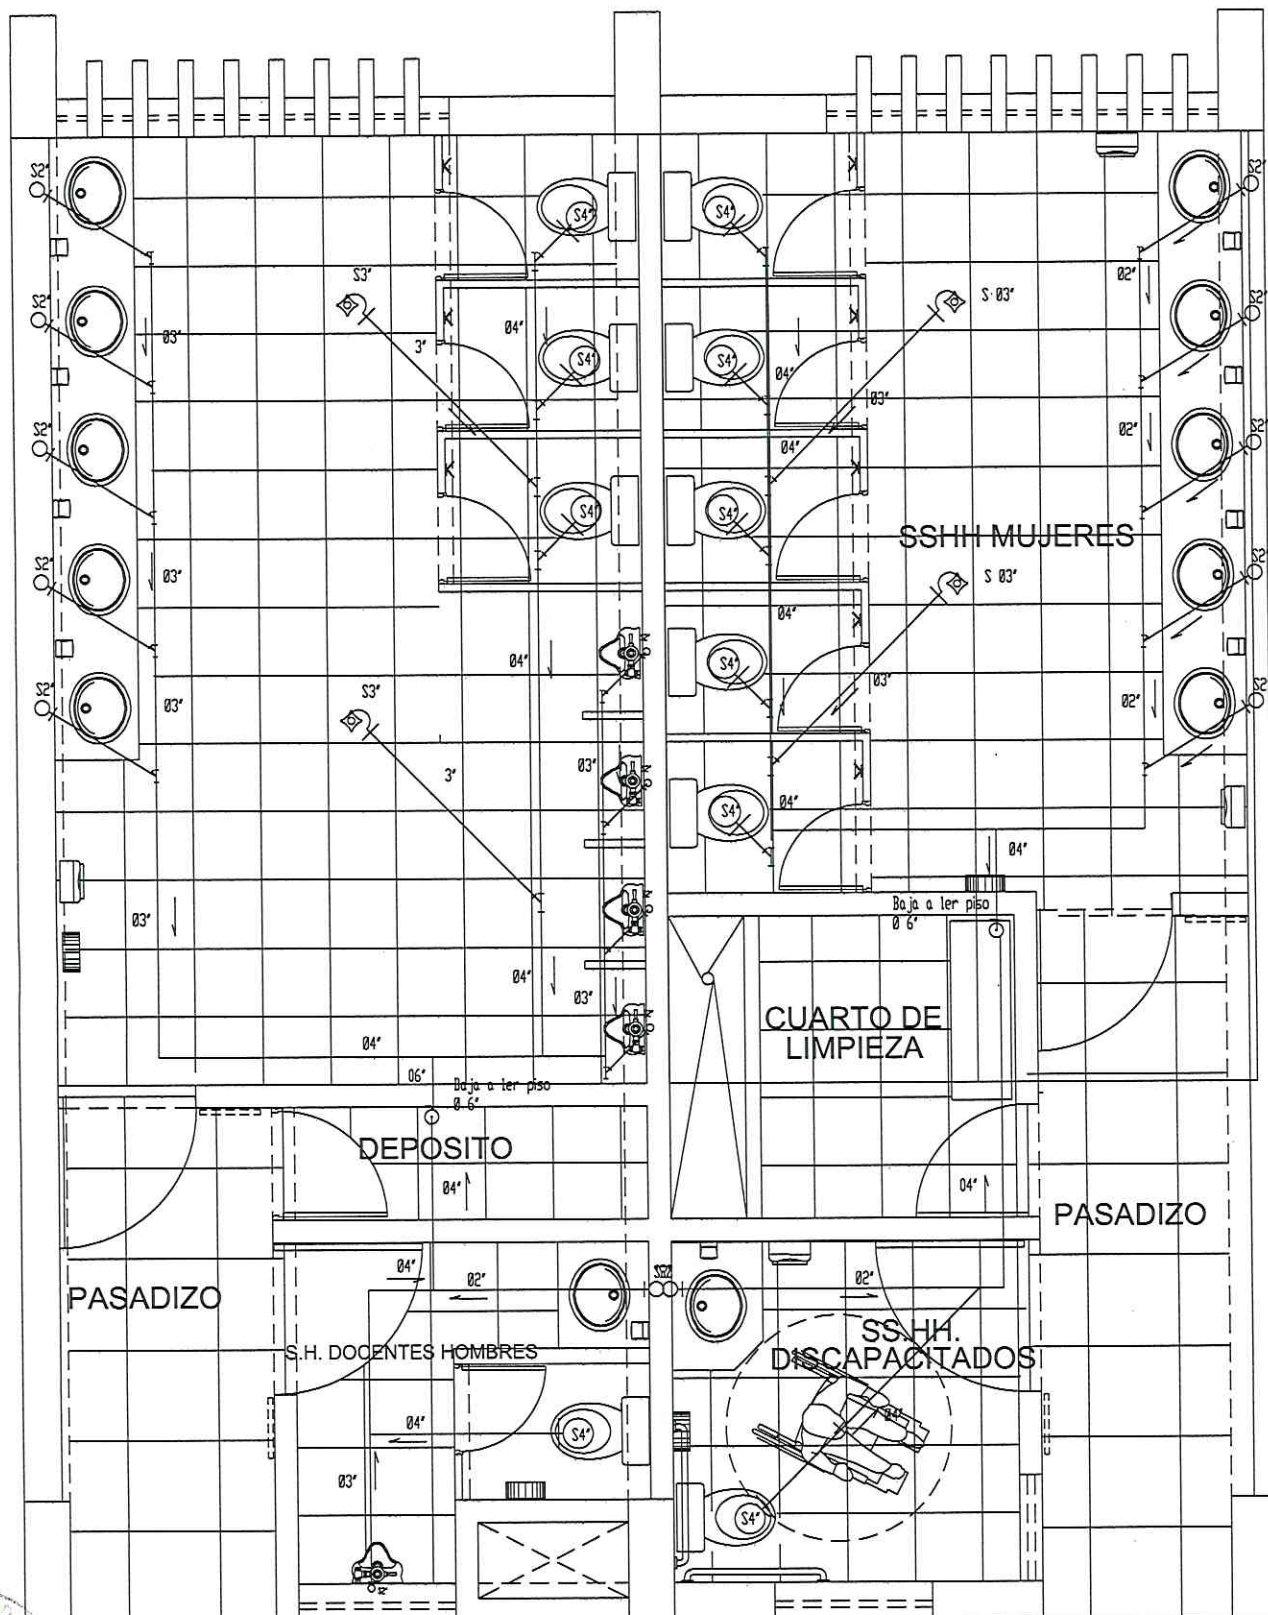 S2"
S4"
S4"
S2"
S3"
04"
03"
3"
S4"
S4"
04"
S·03"
03"
02"
S2"
S2"
S2"
S4"
S4"
04"
02"
S2"
SSHH MUJERES
S2"
03"
S 03"
S2"
04"
04"
S4"
03"
02"
S2"
S2"
03"
S3"
3"
03"
S4"
04"
04"
03"
04"
03"
Baja a 1er piso
Ø 6"
CUARTO DE
LIMPIEZA
04"
06"
Baja a 1er piso
Ø 6"
DEPOSITO
04"
04"
PASADIZO
PASADIZO
04"
02"
02"
S.H. DOCENTES HOMBRES
SS.HH.
DISCAPACITADOS
04"
S4"
04"
03"
S4"